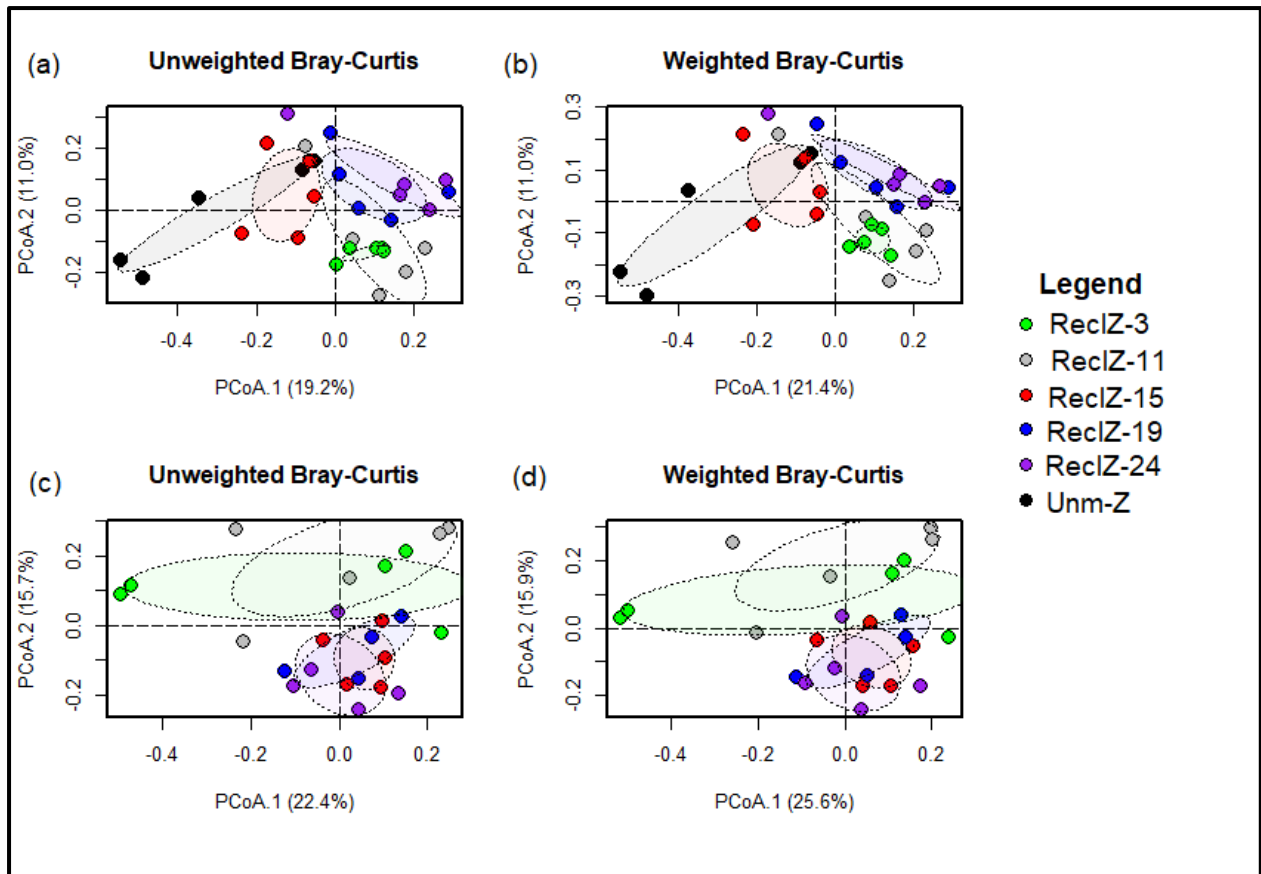 (a) Unweighted Bray-Curtis
PCoA.2 (11.0%)
0.2
0.0
-0.2
-0.4 -0.2 0.0 0.2
PCoA.1 (19.2%)
(b) Weighted Bray-Curtis
PCoA.2 (11.0%)
0.3
0.1
-0.1
-0.3
-0.4 -0.2 0.0 0.2
PCoA.1 (21.4%)
(c) Unweighted Bray-Curtis
PCoA.2 (15.7%)
0.2
0.0
-0.2
-0.4 -0.2 0.0 0.2
PCoA.1 (22.4%)
(d) Weighted Bray-Curtis
PCoA.2 (15.9%)
0.2
0.0
-0.2
-0.4 -0.2 0.0 0.2
PCoA.1 (25.6%)
Legend
ReclZ-3
ReclZ-11
ReclZ-15
ReclZ-19
ReclZ-24
Unm-Z